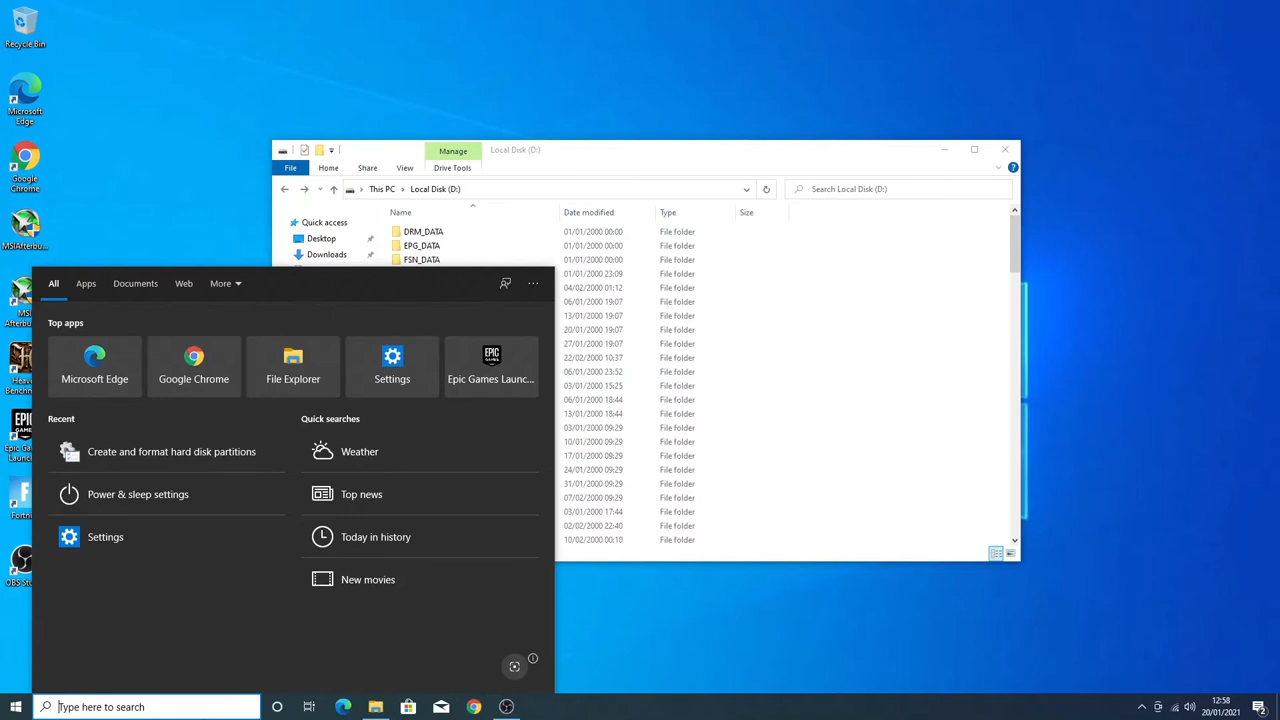 Recycle Bin
Microsoft
Edge
Google
Chrome
MSIAfterbu...
Local Disk (D:)
Manage
File
Home
Share
View
Drive Tools
This PC
Local Disk (D:)
Search Local Disk (D:)
Name
Date modified
Type
Size
Quick access
Desktop
Downloads
DRM_DATA 01/01/2000 00:00 File folder
EPG_DATA 01/01/2000 00:00 File folder
FSN_DATA 01/01/2000 00:00 File folder
01/01/2000 23:09 File folder
04/02/2000 01:12 File folder
06/01/2000 19:07 File folder
13/01/2000 19:07 File folder
20/01/2000 19:07 File folder
27/01/2000 19:07 File folder
22/02/2000 10:37 File folder
06/01/2000 23:52 File folder
03/01/2000 15:25 File folder
06/01/2000 18:44 File folder
13/01/2000 18:44 File folder
03/01/2000 09:29 File folder
10/01/2000 09:29 File folder
17/01/2000 09:29 File folder
24/01/2000 09:29 File folder
31/01/2000 09:29 File folder
07/02/2000 09:29 File folder
03/01/2000 17:44 File folder
02/02/2000 22:40 File folder
10/02/2000 00:10 File folder
All Apps Documents Web More
Top apps
Microsoft Edge
Google Chrome
File Explorer
Settings
EPIC
GAMES
Epic Games Launc...
Recent
Create and format hard disk partitions
Power & sleep settings
Settings
Quick searches
Weather
Top news
Today in history
New movies
Type here to search
12:58
20/01/2021
2